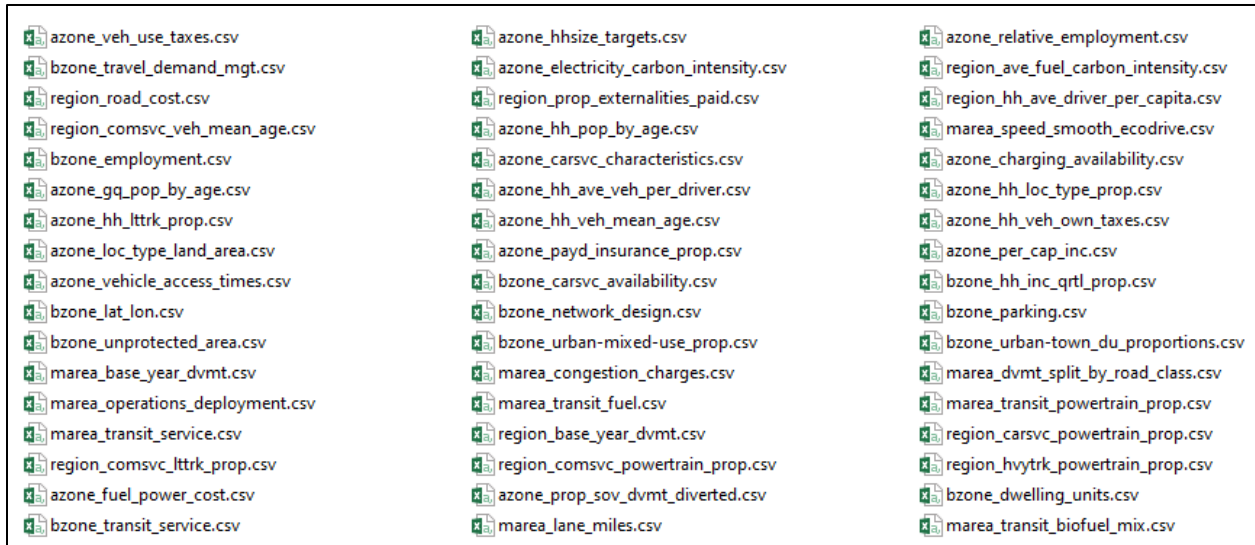 azone_veh_use_taxes.csv
azone_hhsize_targets.csv
azone_relative_employment.csv
bzone_travel_demand_mgt.csv
azone_electricity_carbon_intensity.csv
region_ave_fuel_carbon_intensity.csv
region_road_cost.csv
region_prop_externalities_paid.csv
region_hh_ave_driver_per_capita.csv
region_comsvc_veh_mean_age.csv
azone_hh_pop_by_age.csv
marea_speed_smooth_ecodrive.csv
bzone_employment.csv
azone_carsvc_characteristics.csv
azone_charging_availability.csv
azone_gq_pop_by_age.csv
azone_hh_ave_veh_per_driver.csv
azone_hh_loc_type_prop.csv
azone_hh_lttrk_prop.csv
azone_hh_veh_mean_age.csv
azone_hh_veh_own_taxes.csv
azone_loc_type_land_area.csv
azone_payd_insurance_prop.csv
azone_per_cap_inc.csv
azone_vehicle_access_times.csv
bzone_carsvc_availability.csv
bzone_hh_inc_qrtl_prop.csv
bzone_lat_lon.csv
bzone_network_design.csv
bzone_parking.csv
bzone_unprotected_area.csv
bzone_urban-mixed-use_prop.csv
bzone_urban-town_du_proportions.csv
marea_base_year_dvmt.csv
marea_congestion_charges.csv
marea_dvmt_split_by_road_class.csv
marea_operations_deployment.csv
marea_transit_fuel.csv
marea_transit_powertrain_prop.csv
marea_transit_service.csv
region_base_year_dvmt.csv
region_carsvc_powertrain_prop.csv
region_comsvc_lttrk_prop.csv
region_comsvc_powertrain_prop.csv
region_hvytrk_powertrain_prop.csv
azone_fuel_power_cost.csv
azone_prop_sov_dvmt_diverted.csv
bzone_dwelling_units.csv
bzone_transit_service.csv
marea_lane_miles.csv
marea_transit_biofuel_mix.csv